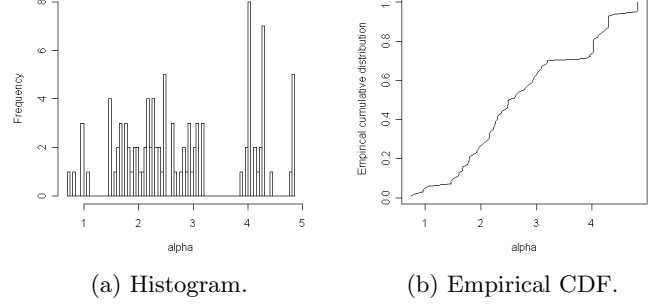 8
6
4
2
0
Frequency
1 2 3 4 5
alpha
(a) Histogram.
1.
0.8
0.6
0.4
0.2
0.0
Empirical cumulative distribution
1 2 3 4
alpha
(b) Empirical CDF.